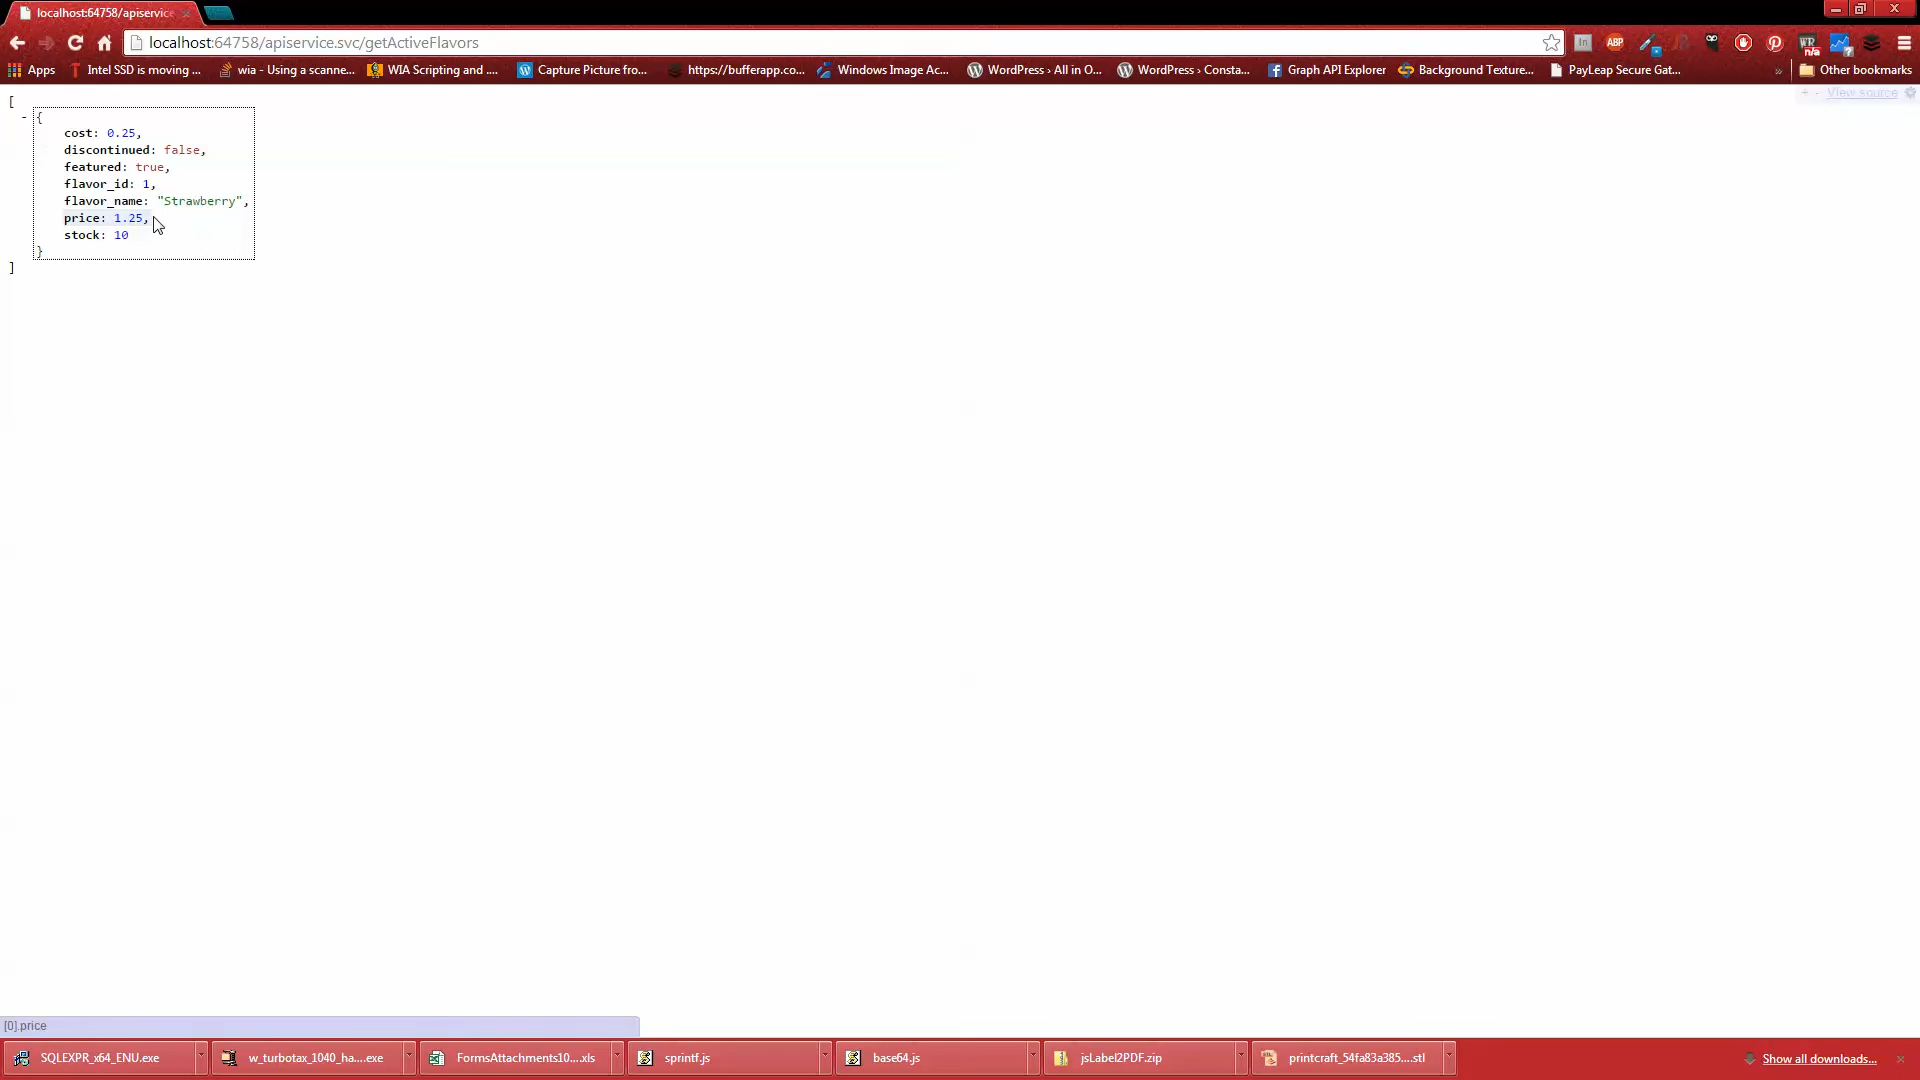 localhost:64758/apiservice
localhost:64758/apiservice.svc/getActiveFlavors
In ABP WR n/a ?
Apps Intel SSD is moving ... wia - Using a scanne... WIA Scripting and .... Capture Picture fro... https://bufferapp.co... Windows Image Ac... WordPress › All in O... WordPress › Consta... Graph API Explorer Background Texture... PayLeap Secure Gat... » Other bookmarks
[ + - View source
- {
cost: 0.25,
discontinued: false,
featured: true,
flavor_id: 1,
flavor_name: "Strawberry",
price: 1.25,
stock: 10
}
]
[0].price
SQLEXPR_x64_ENU.exe w_turbotax_1040_ha....exe FormsAttachments10....xls sprintf.js base64.js jsLabel2PDF.zip printcraft_54fa83a385....stl Show all downloads...